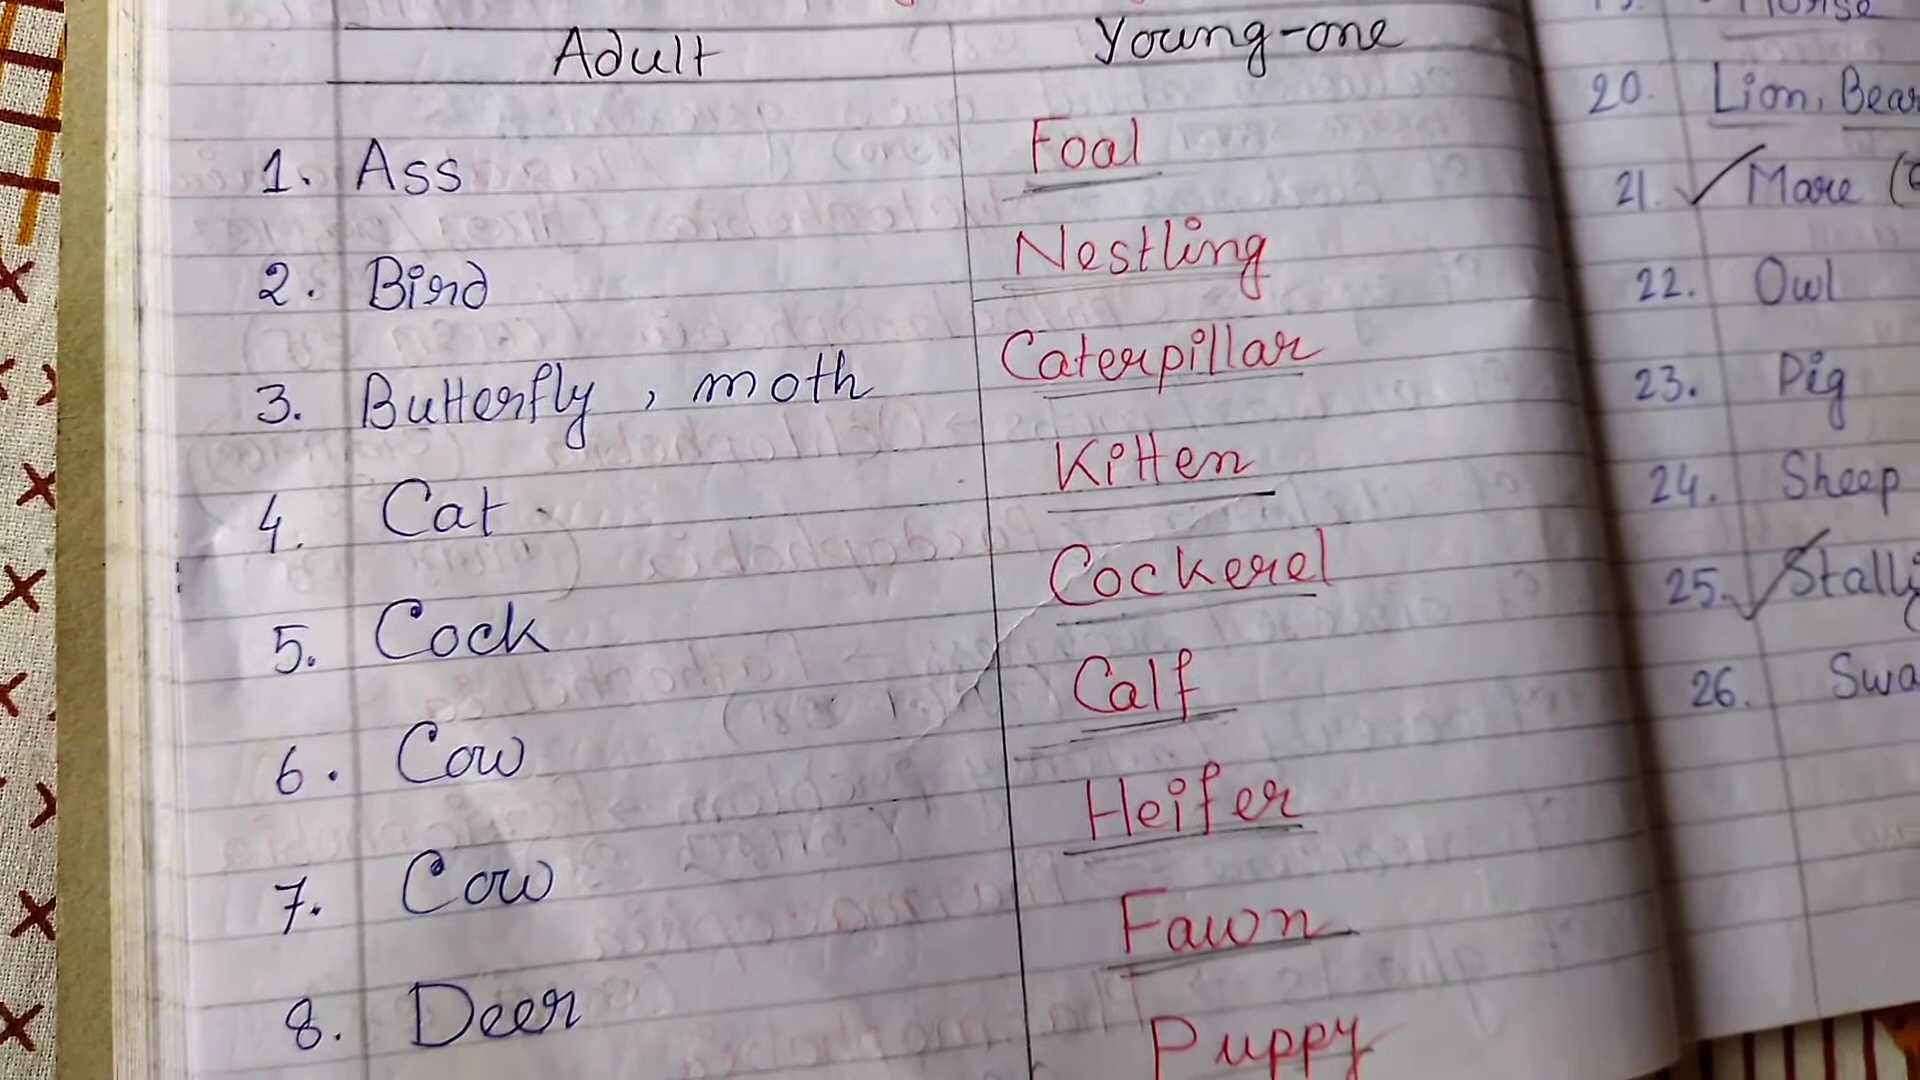 Adult Young-one
1. Ass Foal
2. Bird Nestling
3. Butterfly, moth Caterpillar
4. Cat Kitten
5. Cock Cockerel
6. Cow Calf
7. Cow Heifer
8. Deer Fawn
Puppy
20. Lion, Bear
21. ✓ Mare
22. Owl
23. Pig
24. Sheep
25. ✓
26.